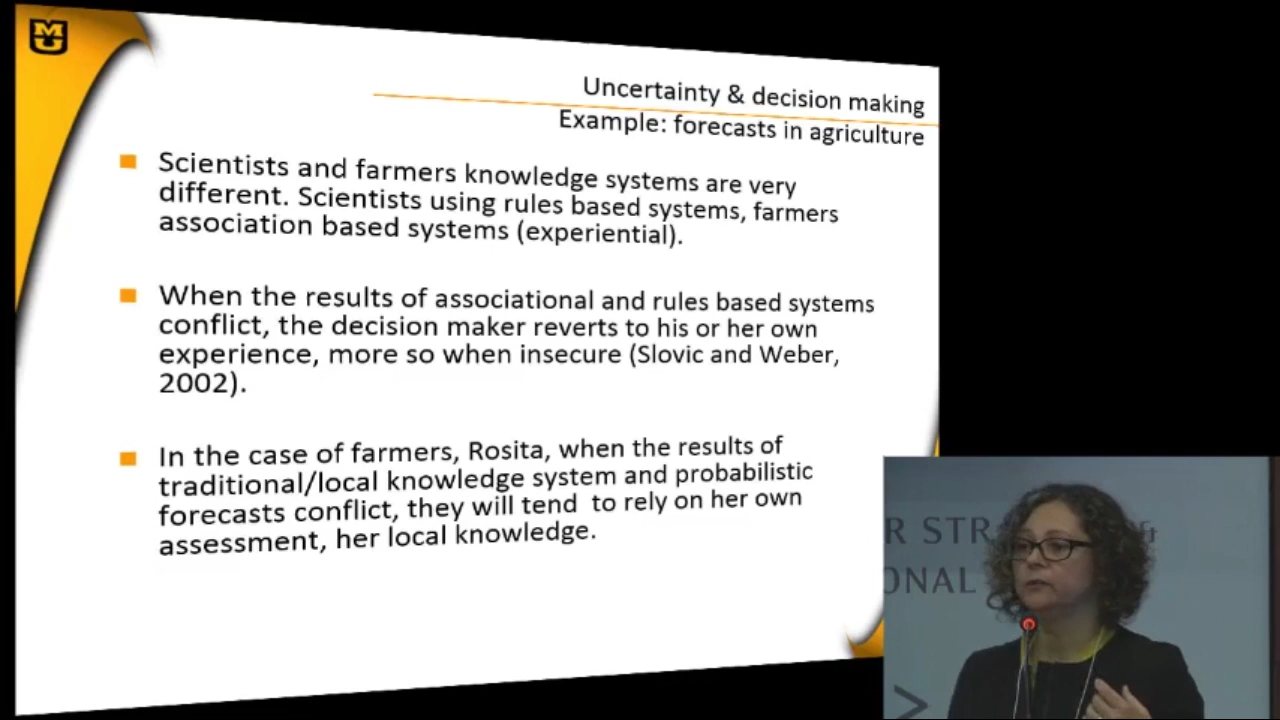 MU
Uncertainty & decision making
Example: forecasts in agriculture
Scientists and farmers knowledge systems are very
different. Scientists using rules based systems, farmers
association based systems (experiential).
When the results of associational and rules based systems
conflict, the decision maker reverts to his or her own
experience, more so when insecure (Slovic and Weber,
2002).
In the case of farmers, Rosita, when the results of
traditional/local knowledge system and probabilistic
forecasts conflict, they will tend to rely on her own
assessment, her local knowledge.
R STR
ONAL